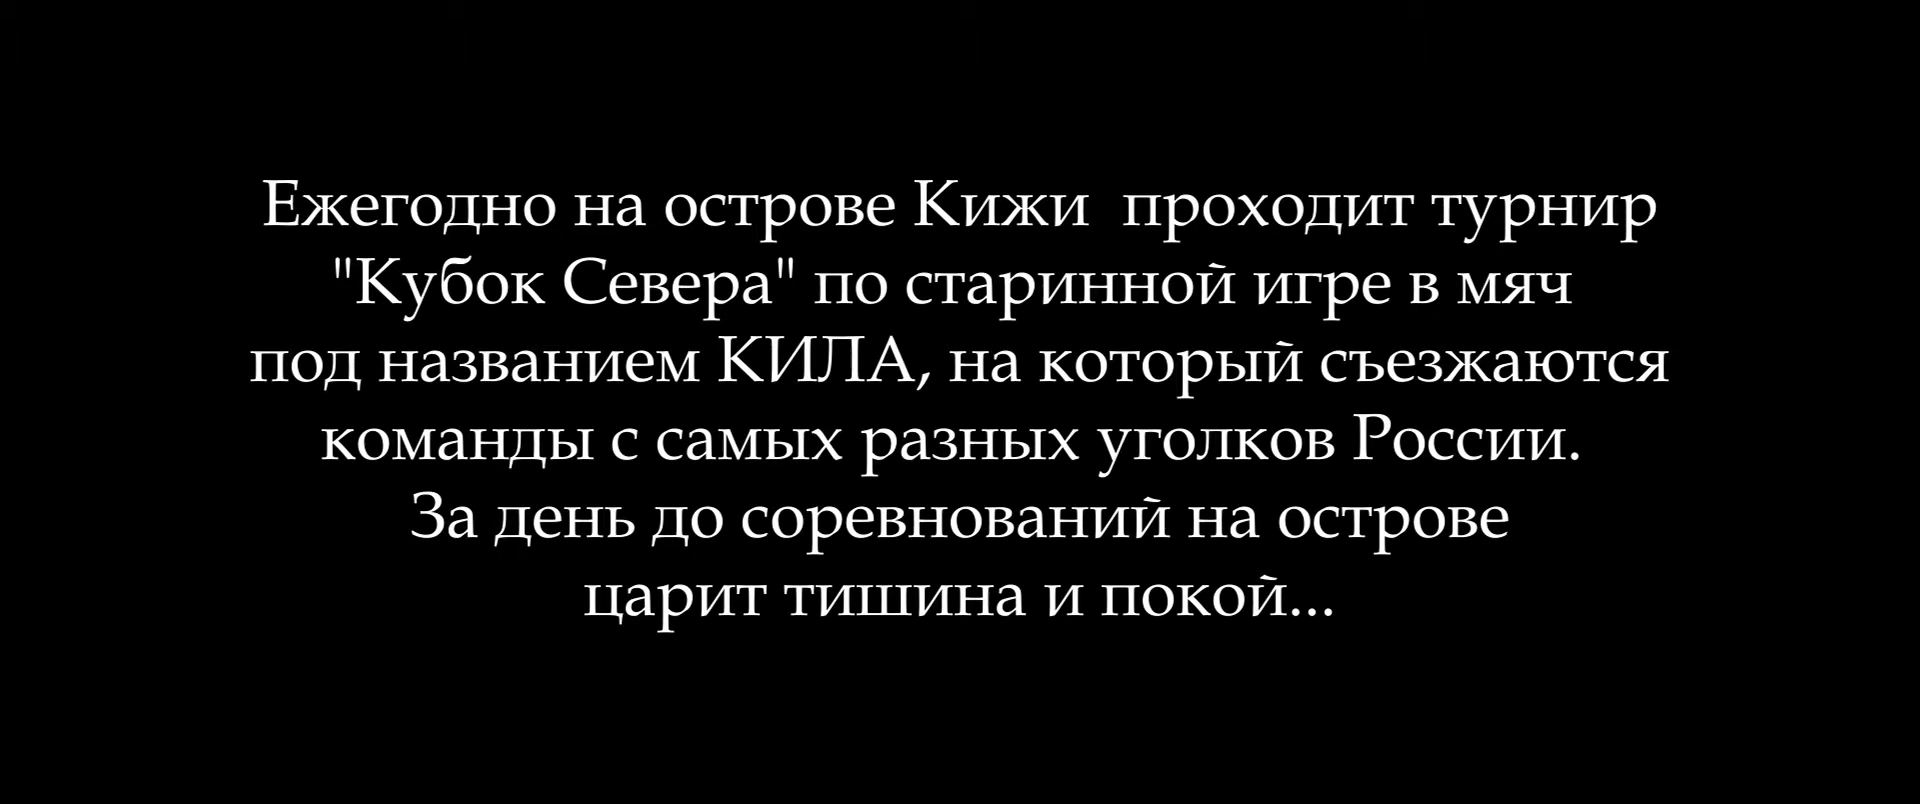 Ежегодно на острове Кижи  проходит турнир
"Кубок Севера" по старинной игре в мяч
под названием КИЛА, на который съезжаются
команды с самых разных уголков России.
За день до соревнований на острове
царит тишина и покой...